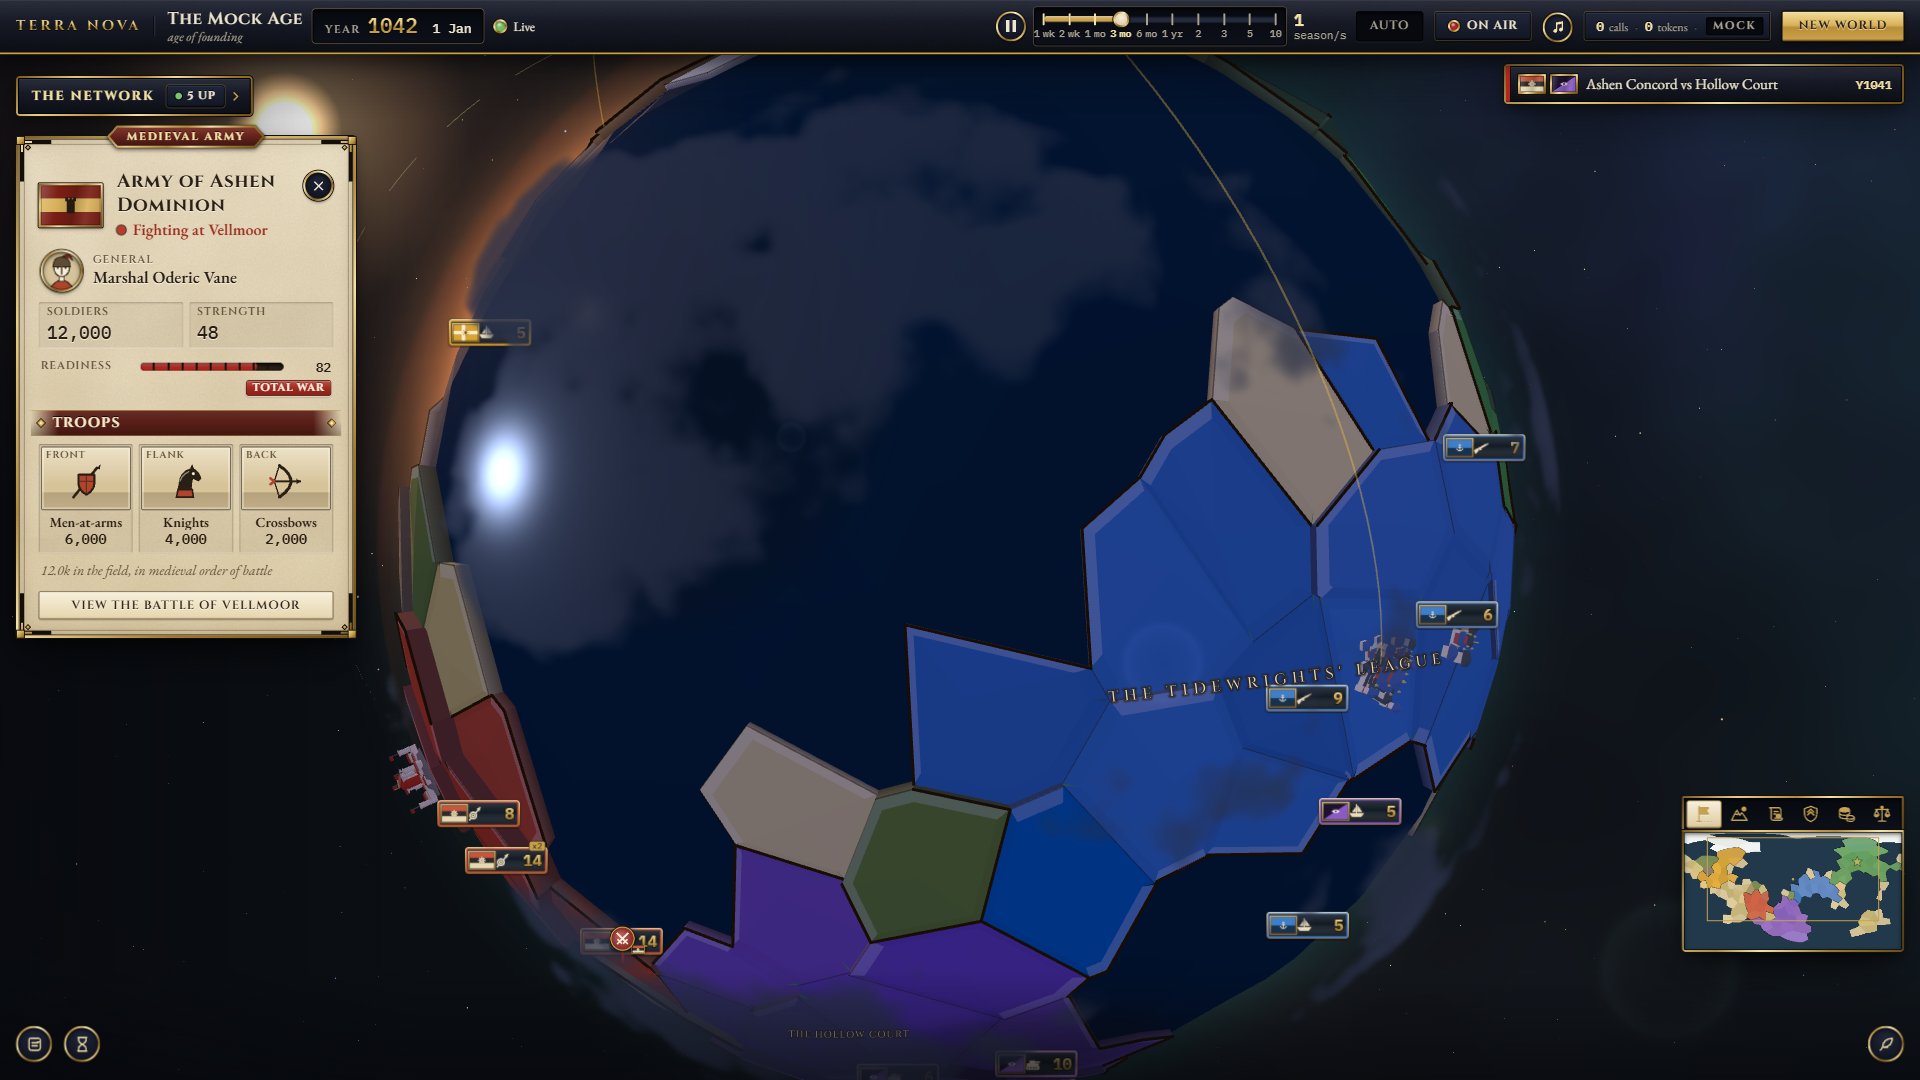 TERRA NOVA
THE MOCK AGE
age of founding
YEAR 1042 1 Jan
Live
1 wk 2 wk 1 mo 3 mo 6 mo 1 yr 2 3 5 10
1
season/s
AUTO
ON AIR
0 calls · 0 tokens · MOCK
NEW WORLD
THE NETWORK 5 UP >
Ashen Concord vs Hollow Court Y1041
MEDIEVAL ARMY
ARMY OF ASHEN
DOMINION
Fighting at Vellmoor
GENERAL
Marshal Oderic Vane
SOLDIERS
12,000
STRENGTH
48
READINESS 82
TOTAL WAR
TROOPS
FRONT FLANK BACK
Men-at-arms Knights Crossbows
6,000 4,000 2,000
12.0k in the field, in medieval order of battle
VIEW THE BATTLE OF VELLMOOR
5
7
6
THE TIDEWRIGHTS' LEAGUE
9
8
5
x2
14
5
14
THE HOLLOW COURT
10